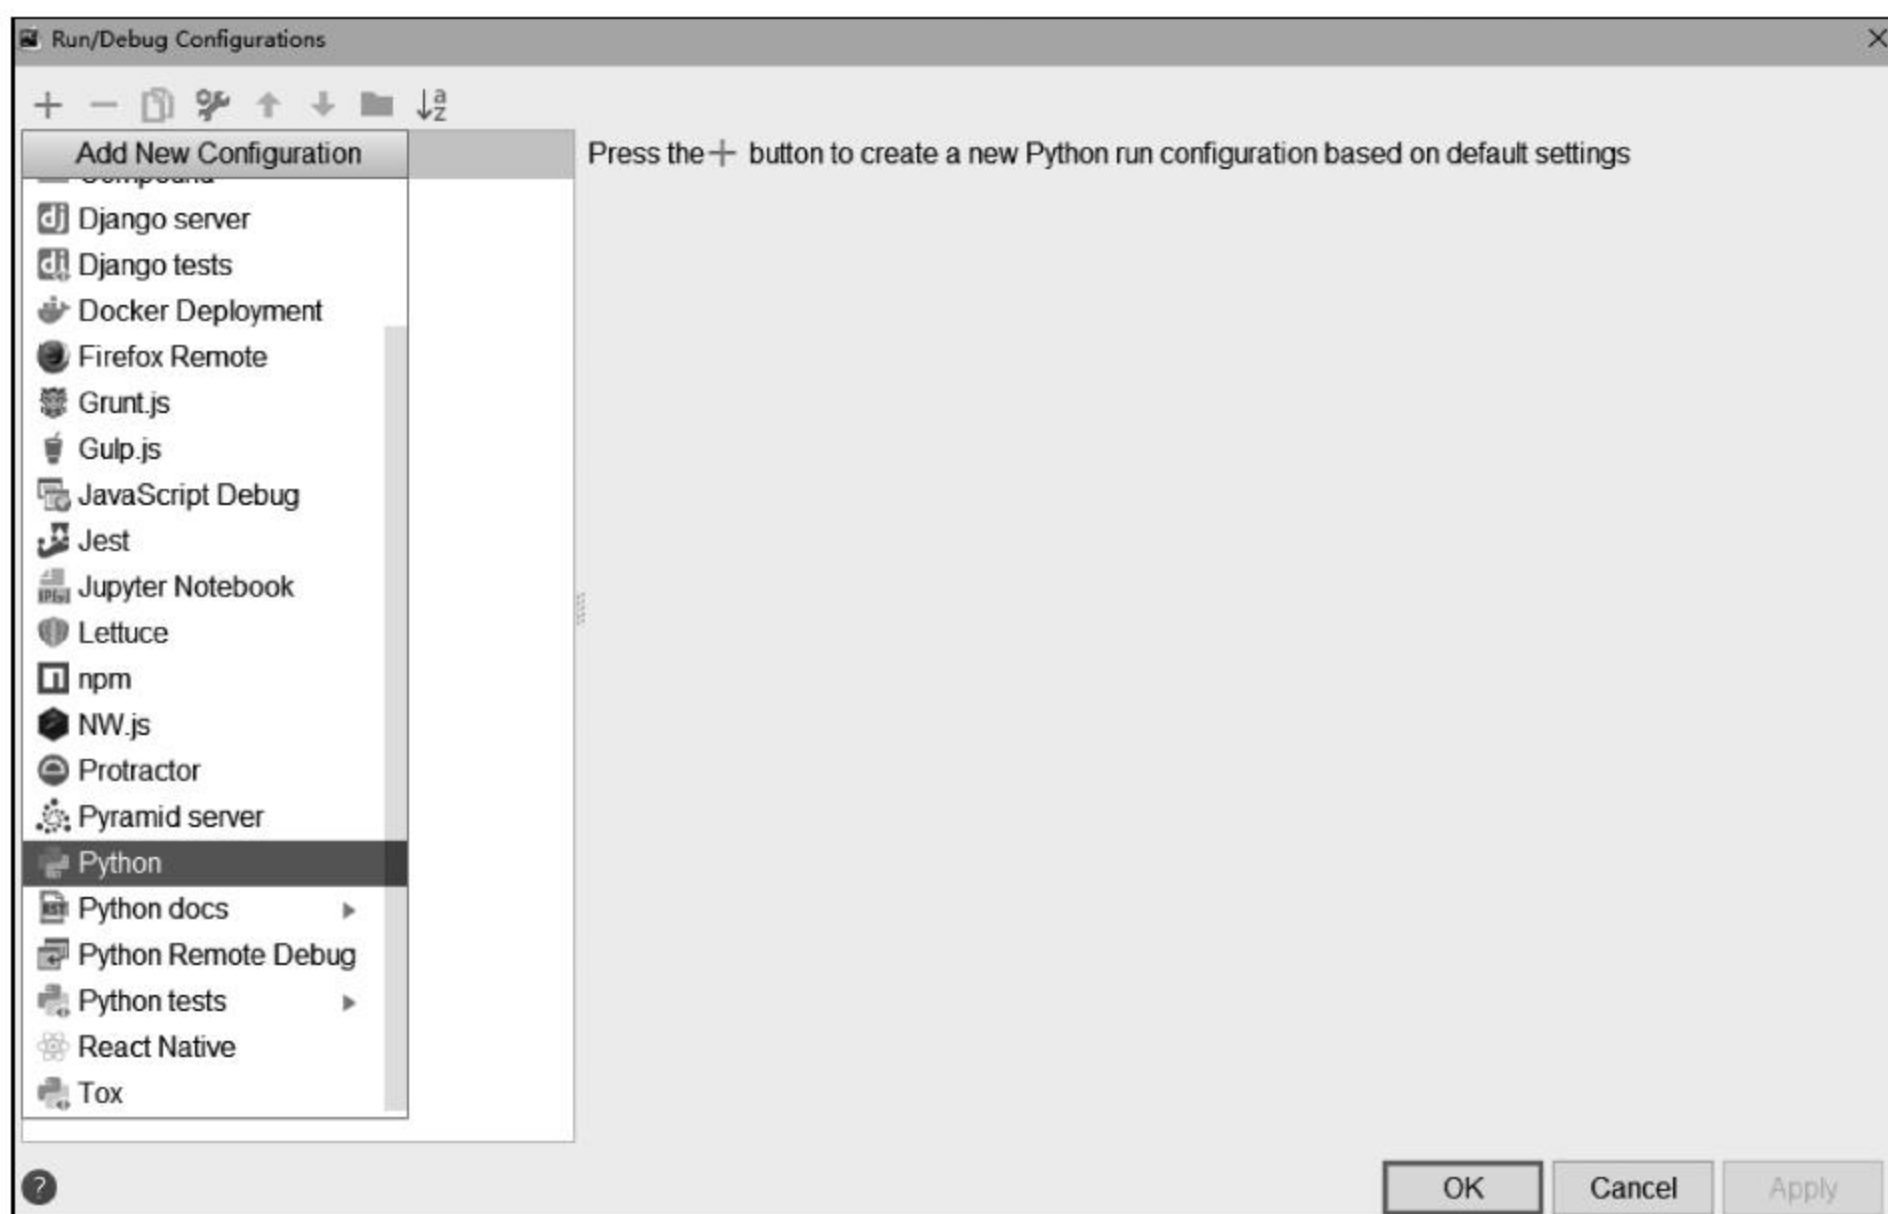 Run/Debug Configurations
Add New Configuration
Press the + button to create a new Python run configuration based on default settings
Compound
Django server
Django tests
Docker Deployment
Firefox Remote
Grunt.js
Gulp.js
JavaScript Debug
Jest
Jupyter Notebook
Lettuce
npm
NW.js
Protractor
Pyramid server
Python
Python docs
Python Remote Debug
Python tests
React Native
Tox
OK
Cancel
Apply